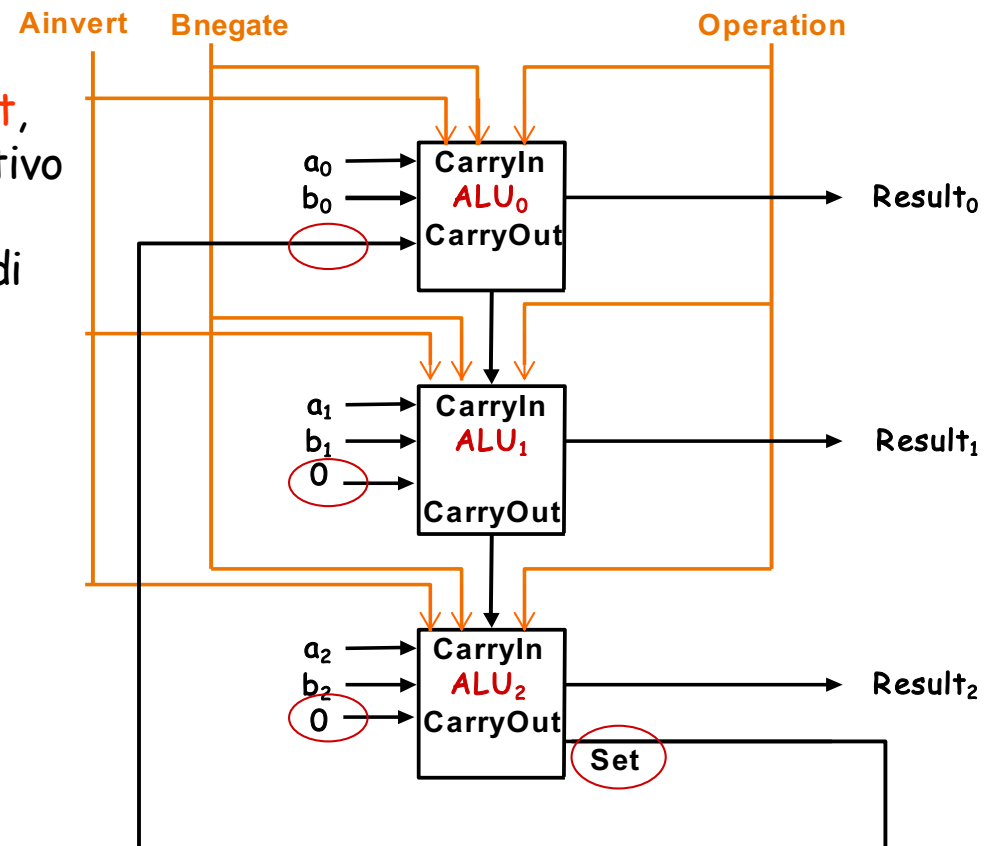 Ainvert Bnegate Operation
t,
tivo
di
a₀ CarryIn
b₀ ALU₀ Result₀
CarryOut
a₁ CarryIn
b₁ ALU₁ Result₁
0
CarryOut
a₂ CarryIn
b₂ ALU₂ Result₂
0 CarryOut
Set